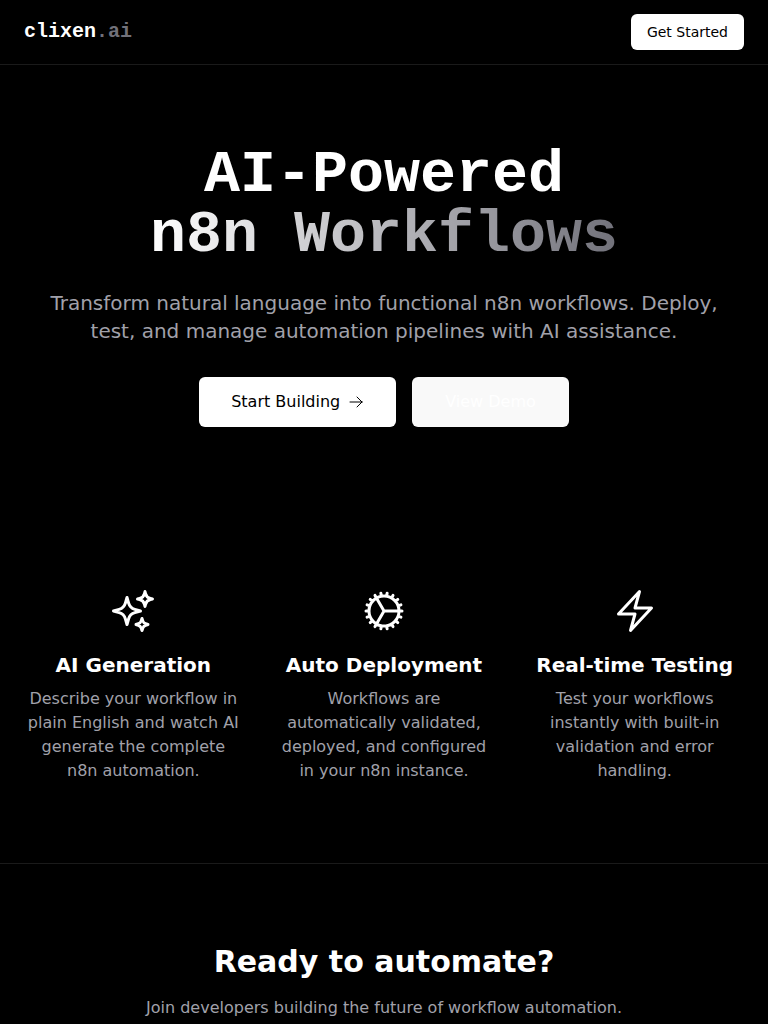 clixen.ai
Get Started
AI-Powered
n8n Workflows
Transform natural language into functional n8n workflows. Deploy,
test, and manage automation pipelines with AI assistance.
Start Building
View Demo
AI Generation
Describe your workflow in
plain English and watch AI
generate the complete
n8n automation.
Auto Deployment
Workflows are
automatically validated,
deployed, and configured
in your n8n instance.
Real-time Testing
Test your workflows
instantly with built-in
validation and error
handling.
Ready to automate?
Join developers building the future of workflow automation.